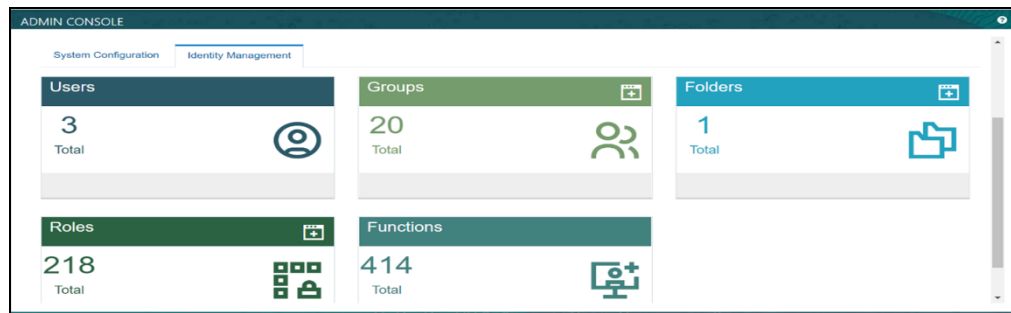 ADMIN CONSOLE
System Configuration
Identity Management
Users
3
Total
Groups
20
Total
Folders
1
Total
Roles
218
Total
Functions
414
Total